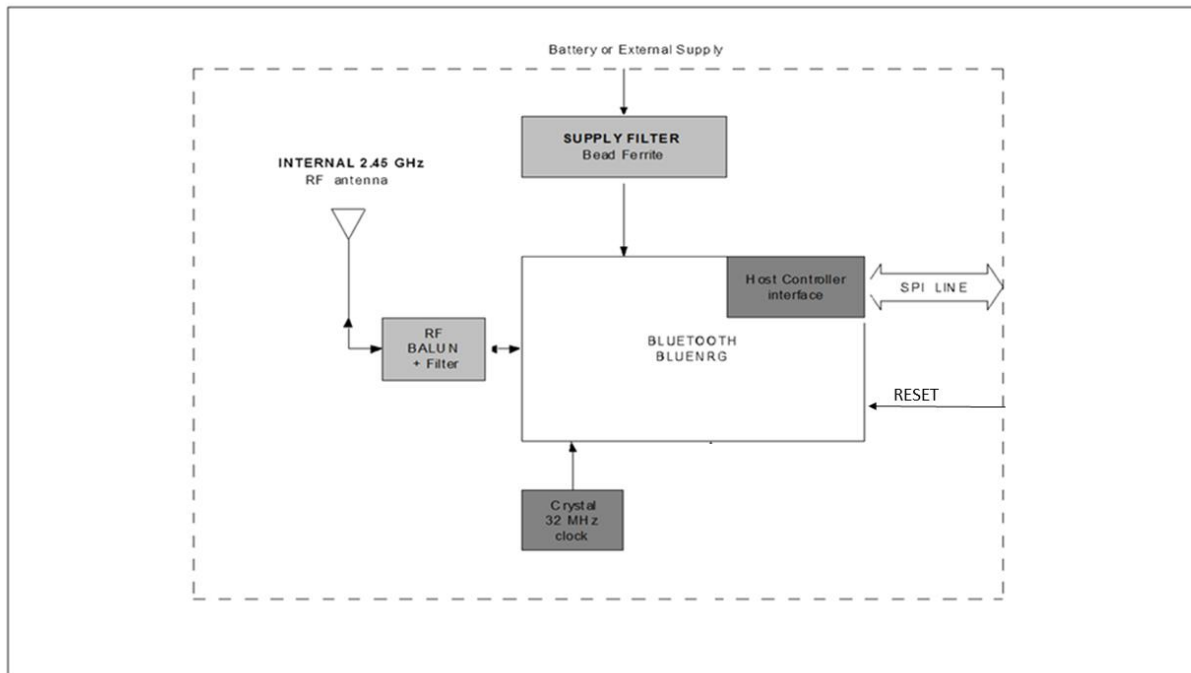 Battery or External Supply
SUPPLY FILTER
Bead Ferrite
INTERNAL 2.45 GHz
RF antenna
Host Controller
interface
SPI LINE
RF
BALUN
+ Filter
BLUETOOTH
BLUENRG
RESET
Crystal
32 MHz
clock